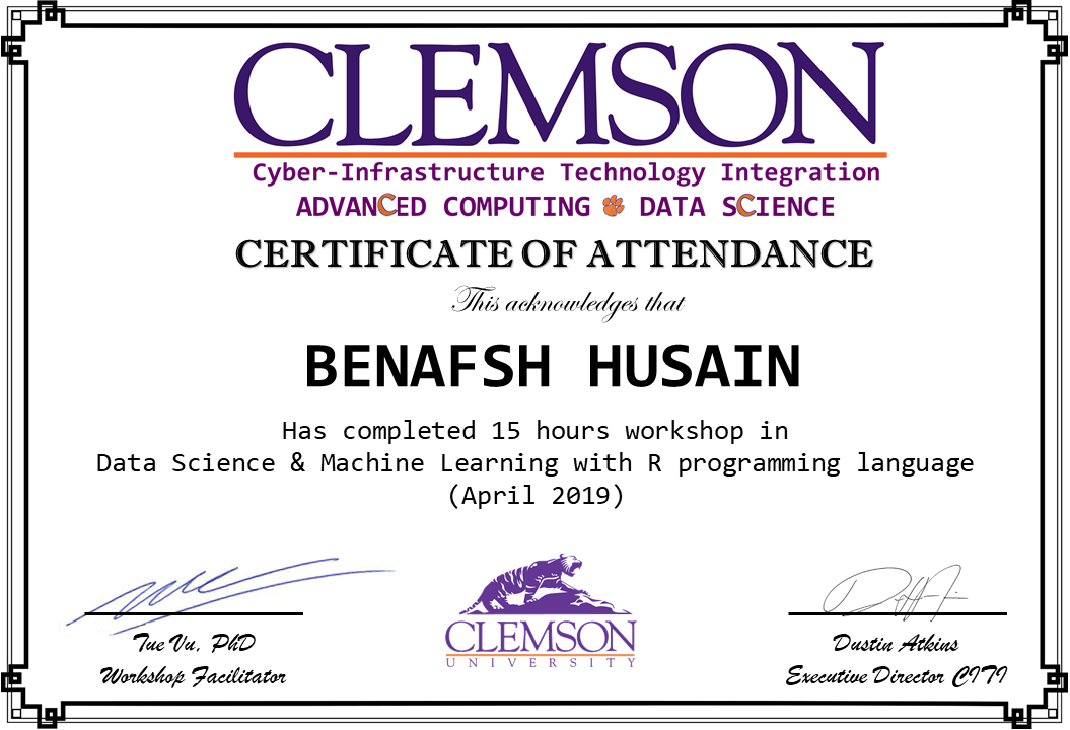 CLEMSON
Cyber-Infrastructure Technology Integration
ADVANCED COMPUTING DATA SCIENCE
CERTIFICATE OF ATTENDANCE
This acknowledges that
BENAFSH HUSAIN
Has completed 15 hours workshop in
Data Science & Machine Learning with R programming language
(April 2019)
Tue Vu, PhD
Workshop Facilitator
CLEMSON
UNIVERSITY
Dustin Atkins
Executive Director CITI